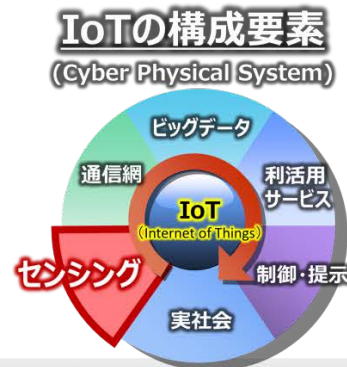 IoTの構成要素
(Cyber Physical System)
ビッグデータ
通信網
利活用
サービス
IoT
(Internet of Things)
センシング
制御・提示
実社会